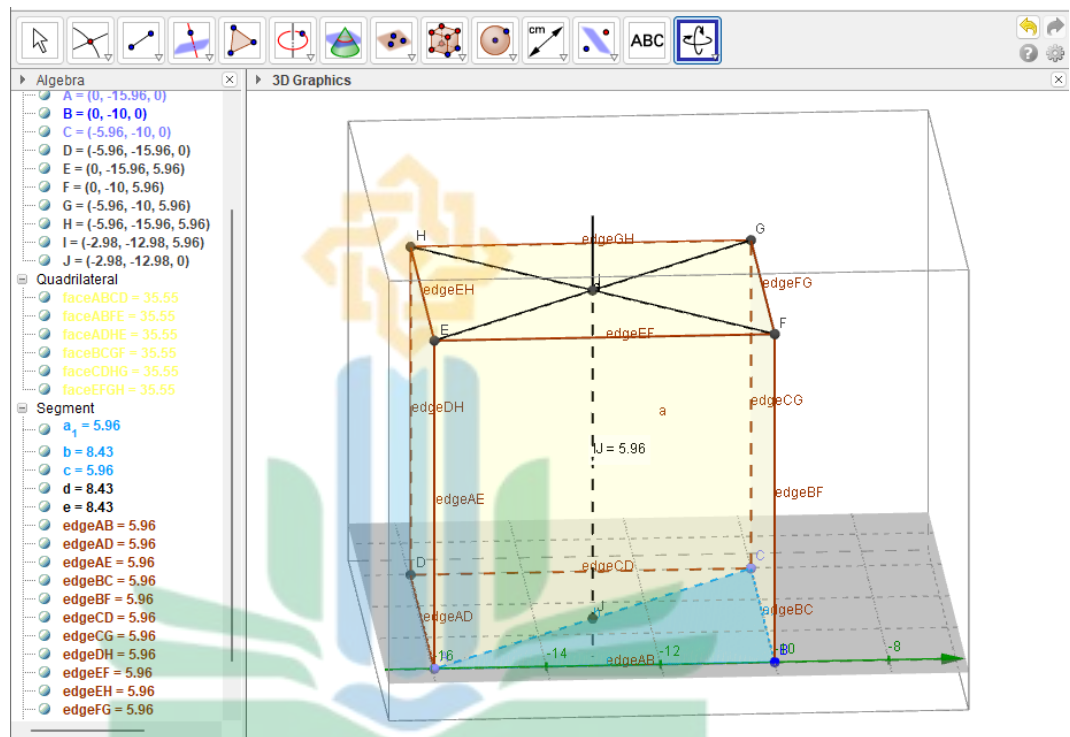 cm
ABC
Algebra
3D Graphics
A = (0, -15.96, 0)
B = (0, -10, 0)
C = (-5.96, -10, 0)
D = (-5.96, -15.96, 0)
E = (0, -15.96, 5.96)
F = (0, -10, 5.96)
G = (-5.96, -10, 5.96)
H = (-5.96, -15.96, 5.96)
I = (-2.98, -12.98, 5.96)
J = (-2.98, -12.98, 0)
Quadrilateral
faceABCD = 35.55
faceABFE = 35.55
faceADHE = 35.55
faceBCGF = 35.55
faceCDHG = 35.55
faceEFGH = 35.55
Segment
a₁ = 5.96
b = 8.43
c = 5.96
d = 8.43
e = 8.43
edgeAB = 5.96
edgeAD = 5.96
edgeAE = 5.96
edgeBC = 5.96
edgeBF = 5.96
edgeCD = 5.96
edgeCG = 5.96
edgeDH = 5.96
edgeEF = 5.96
edgeEH = 5.96
edgeFG = 5.96
H
edgeGH
G
edgeEH
I
edgeFG
E
edgeEF
F
edgeDH
a
edgeCG
IJ = 5.96
edgeAE
edgeBF
D
edgeCD
C
edgeAD
J
edgeBC
A
-16
-14
-12
-10
B
-8
edgeAB